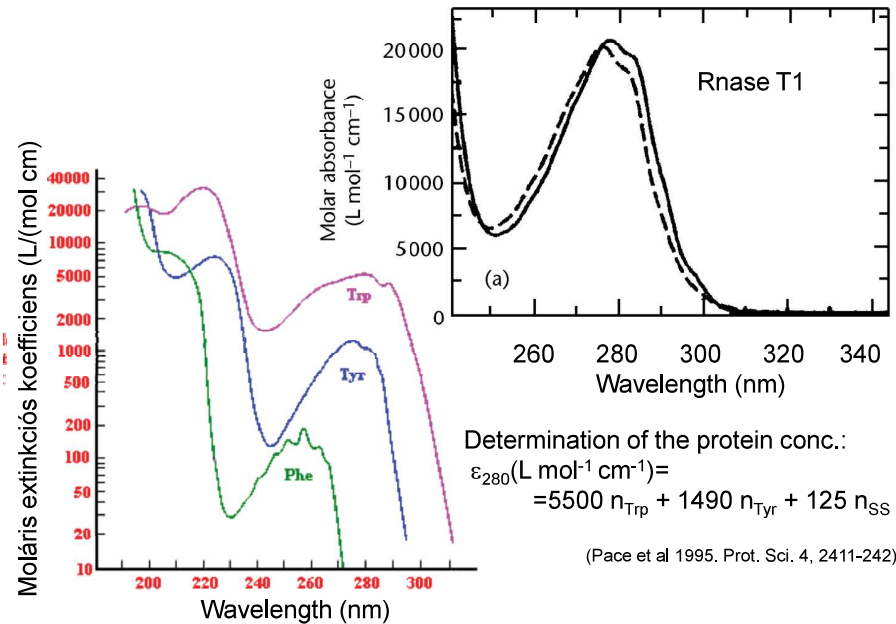 Moláris extinkciós koefficiens (L/(mol cm)
40000
20000
10000
5000
2000
1000
500
200
100
50
20
10
Trp
Tyr
Phe
200 220 240 260 280 300
Wavelength (nm)
Molar absorbance
(L mol⁻¹ cm⁻¹)
20000
15000
10000
5000
0
Rnase T1
(a)
260 280 300 320 340
Wavelength (nm)
Determination of the protein conc.:
ε₂₈₀(L mol⁻¹ cm⁻¹)=
=5500 n_Trp + 1490 n_Tyr + 125 n_SS
(Pace et al 1995. Prot. Sci. 4, 2411-242)